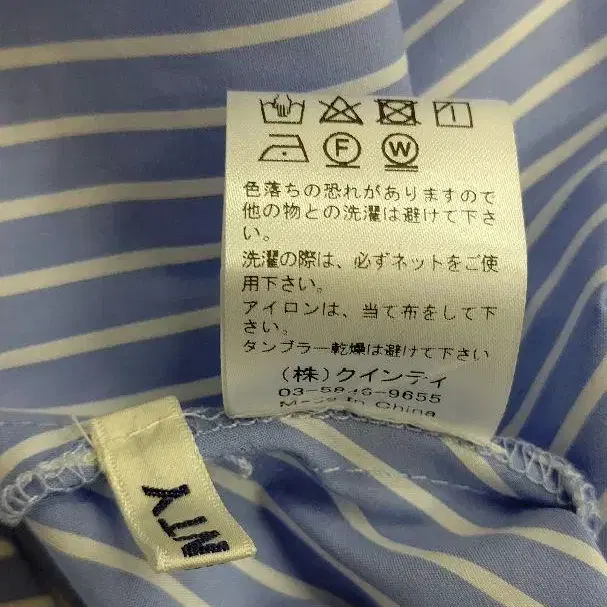 F
W
色落ちの恐れがありますので
他の物との洗濯は避けて下さ
い。
洗濯の際は、必ずネットをご使
用下さい。
アイロンは、当て布をして下
さい。
タンブラー乾燥は避けて下さい
(株)クインディ
03-5846-9655
Made in China